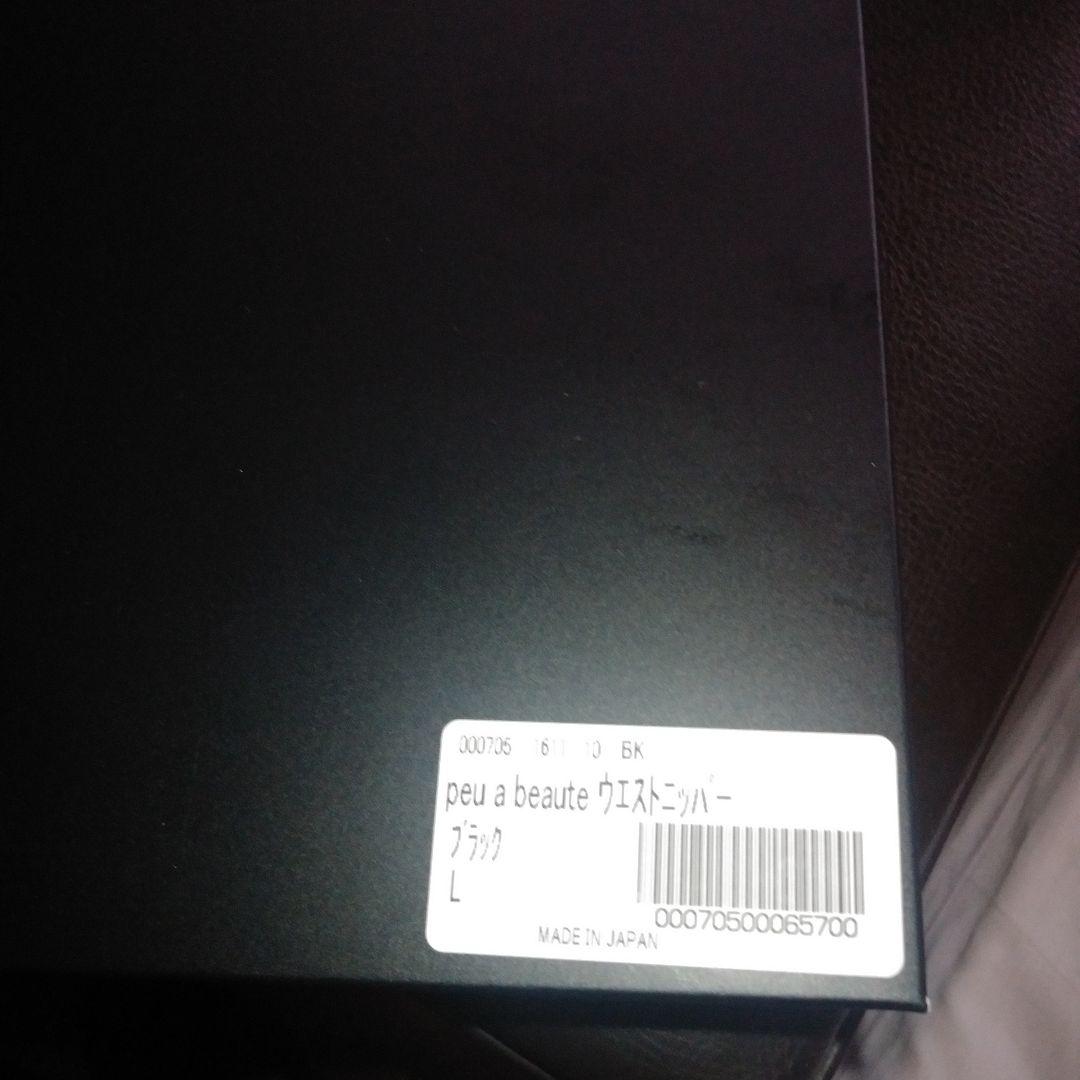 000705 1611 10 BK
peu a beaute ｳｴｽﾄﾆｯﾊﾟｰ
ﾌﾞﾗｯｸ
L
00070500065700
MADE IN JAPAN